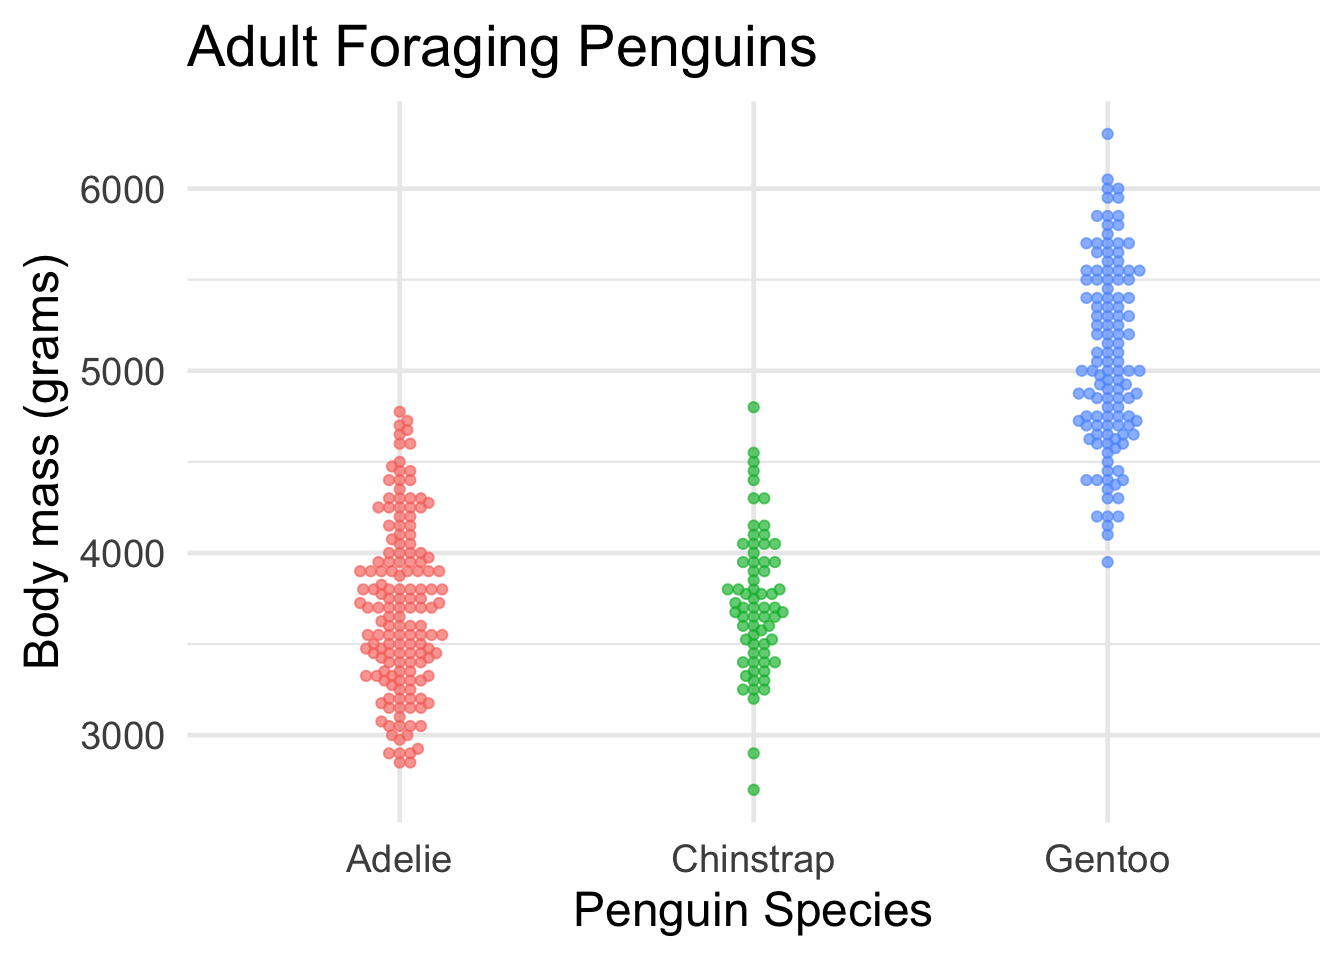 Adult Foraging Penguins
6000
5000
4000
3000
Body mass (grams)
Adelie Chinstrap Gentoo
Penguin Species